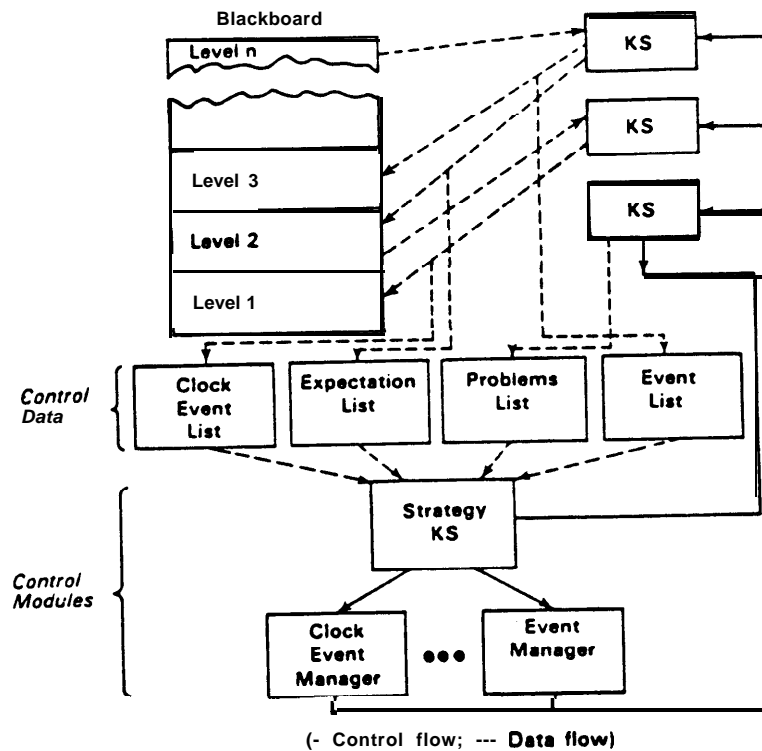 Blackboard
Level n
KS
KS
Level 3
KS
Level 2
Level 1
Control
Data
Clock
Event
List
Expectation
List
Problems
List
Event
List
Strategy
KS
Control
Modules
Clock
Event
Manager
•••
Event
Manager
(- Control flow; --- Data flow)